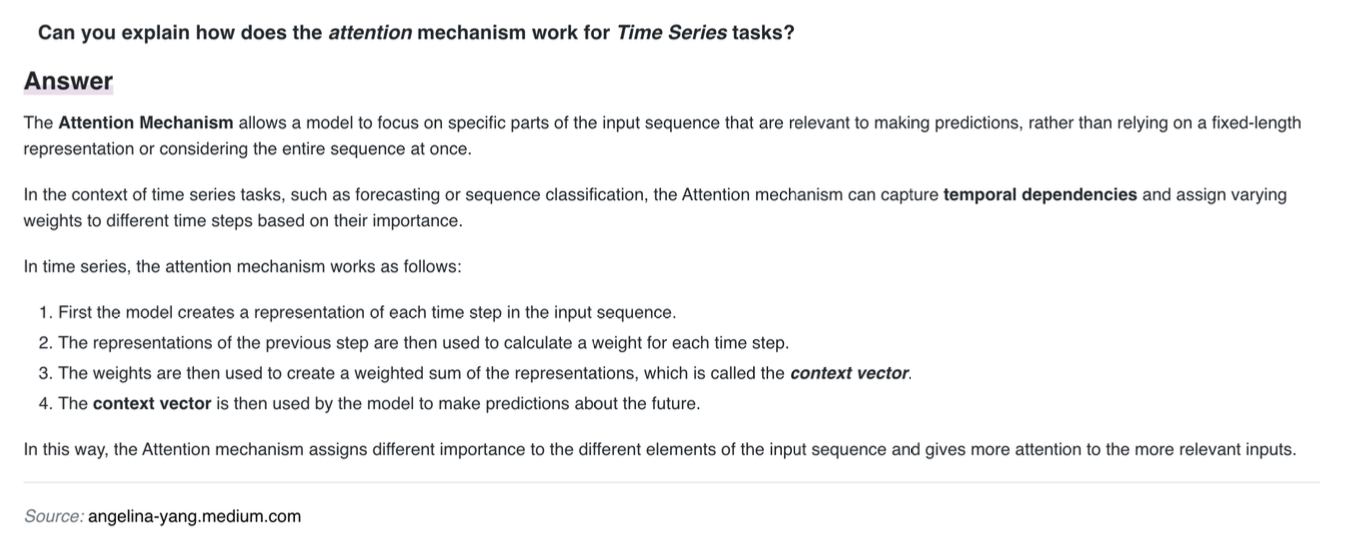 Can you explain how does the attention mechanism work for Time Series tasks?
Answer
The Attention Mechanism allows a model to focus on specific parts of the input sequence that are relevant to making predictions, rather than relying on a fixed-length
representation or considering the entire sequence at once.
In the context of time series tasks, such as forecasting or sequence classification, the Attention mechanism can capture temporal dependencies and assign varying
weights to different time steps based on their importance.
In time series, the attention mechanism works as follows:
1. First the model creates a representation of each time step in the input sequence.
2. The representations of the previous step are then used to calculate a weight for each time step.
3. The weights are then used to create a weighted sum of the representations, which is called the context vector.
4. The context vector is then used by the model to make predictions about the future.
In this way, the Attention mechanism assigns different importance to the different elements of the input sequence and gives more attention to the more relevant inputs.
Source: angelina-yang.medium.com